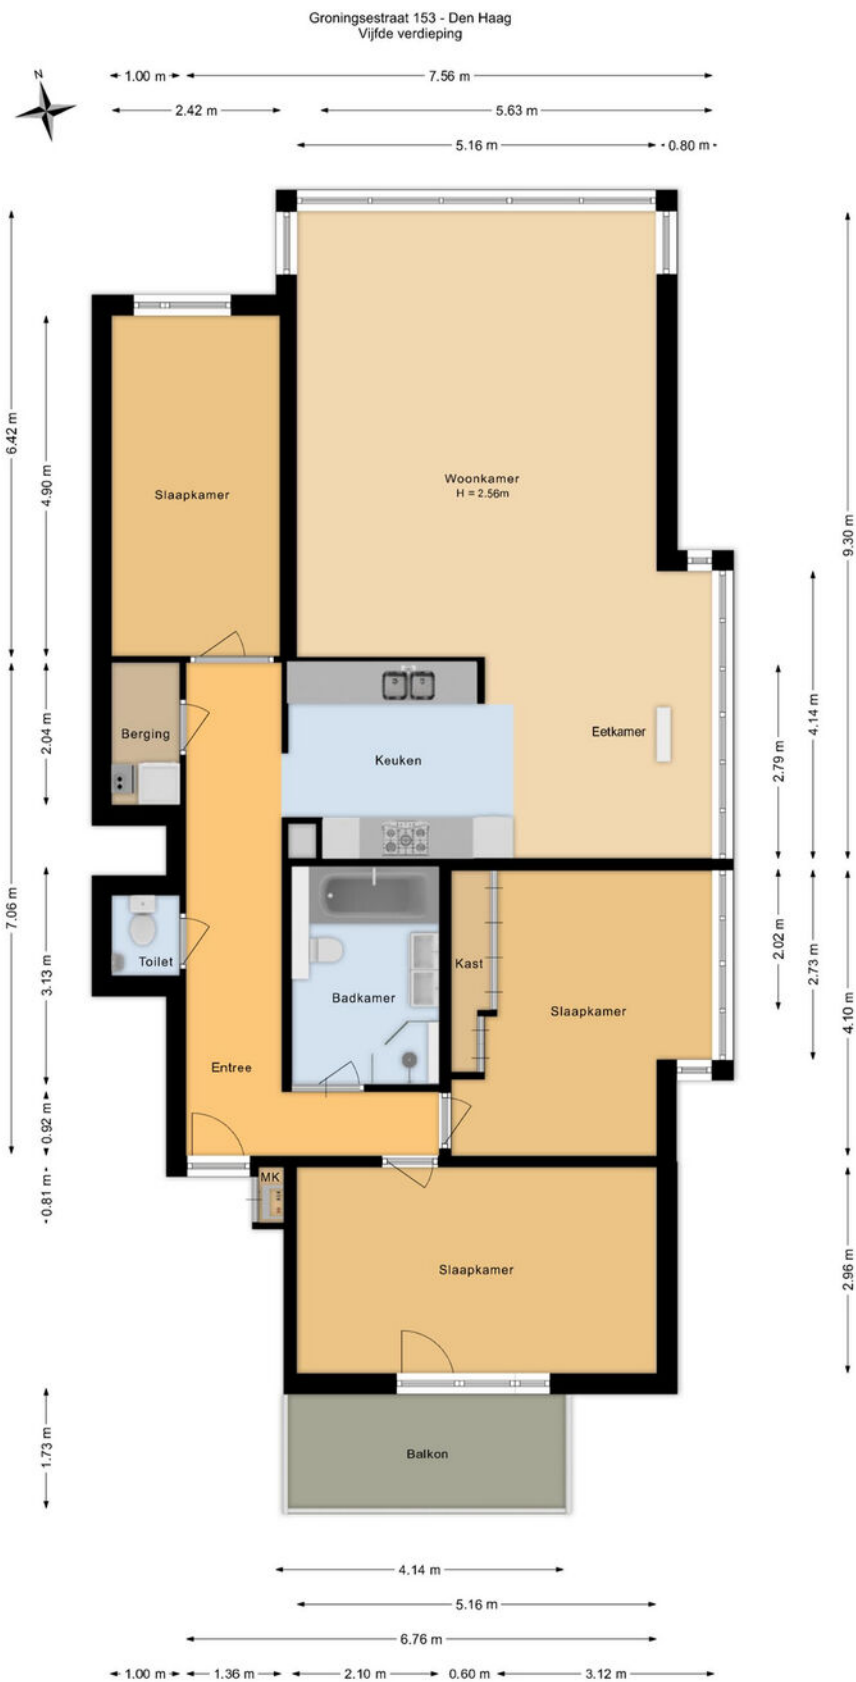 Groningsestraat 153 - Den Haag
Vijfde verdieping
N
1.00 m
7.56 m
2.42 m
5.63 m
5.16 m
0.80 m
6.42 m
4.90 m
9.30 m
Woonkamer
H = 2.56m
Slaapkamer
4.14 m
2.79 m
2.04 m
Berging
Keuken
Eetkamer
7.06 m
3.13 m
Toilet
Kast
Badkamer
Slaapkamer
2.02 m
2.73 m
4.10 m
Entree
0.92 m
0.81 m
MK
Slaapkamer
2.96 m
1.73 m
Balkon
4.14 m
5.16 m
6.76 m
1.00 m
1.36 m
2.10 m
0.60 m
3.12 m